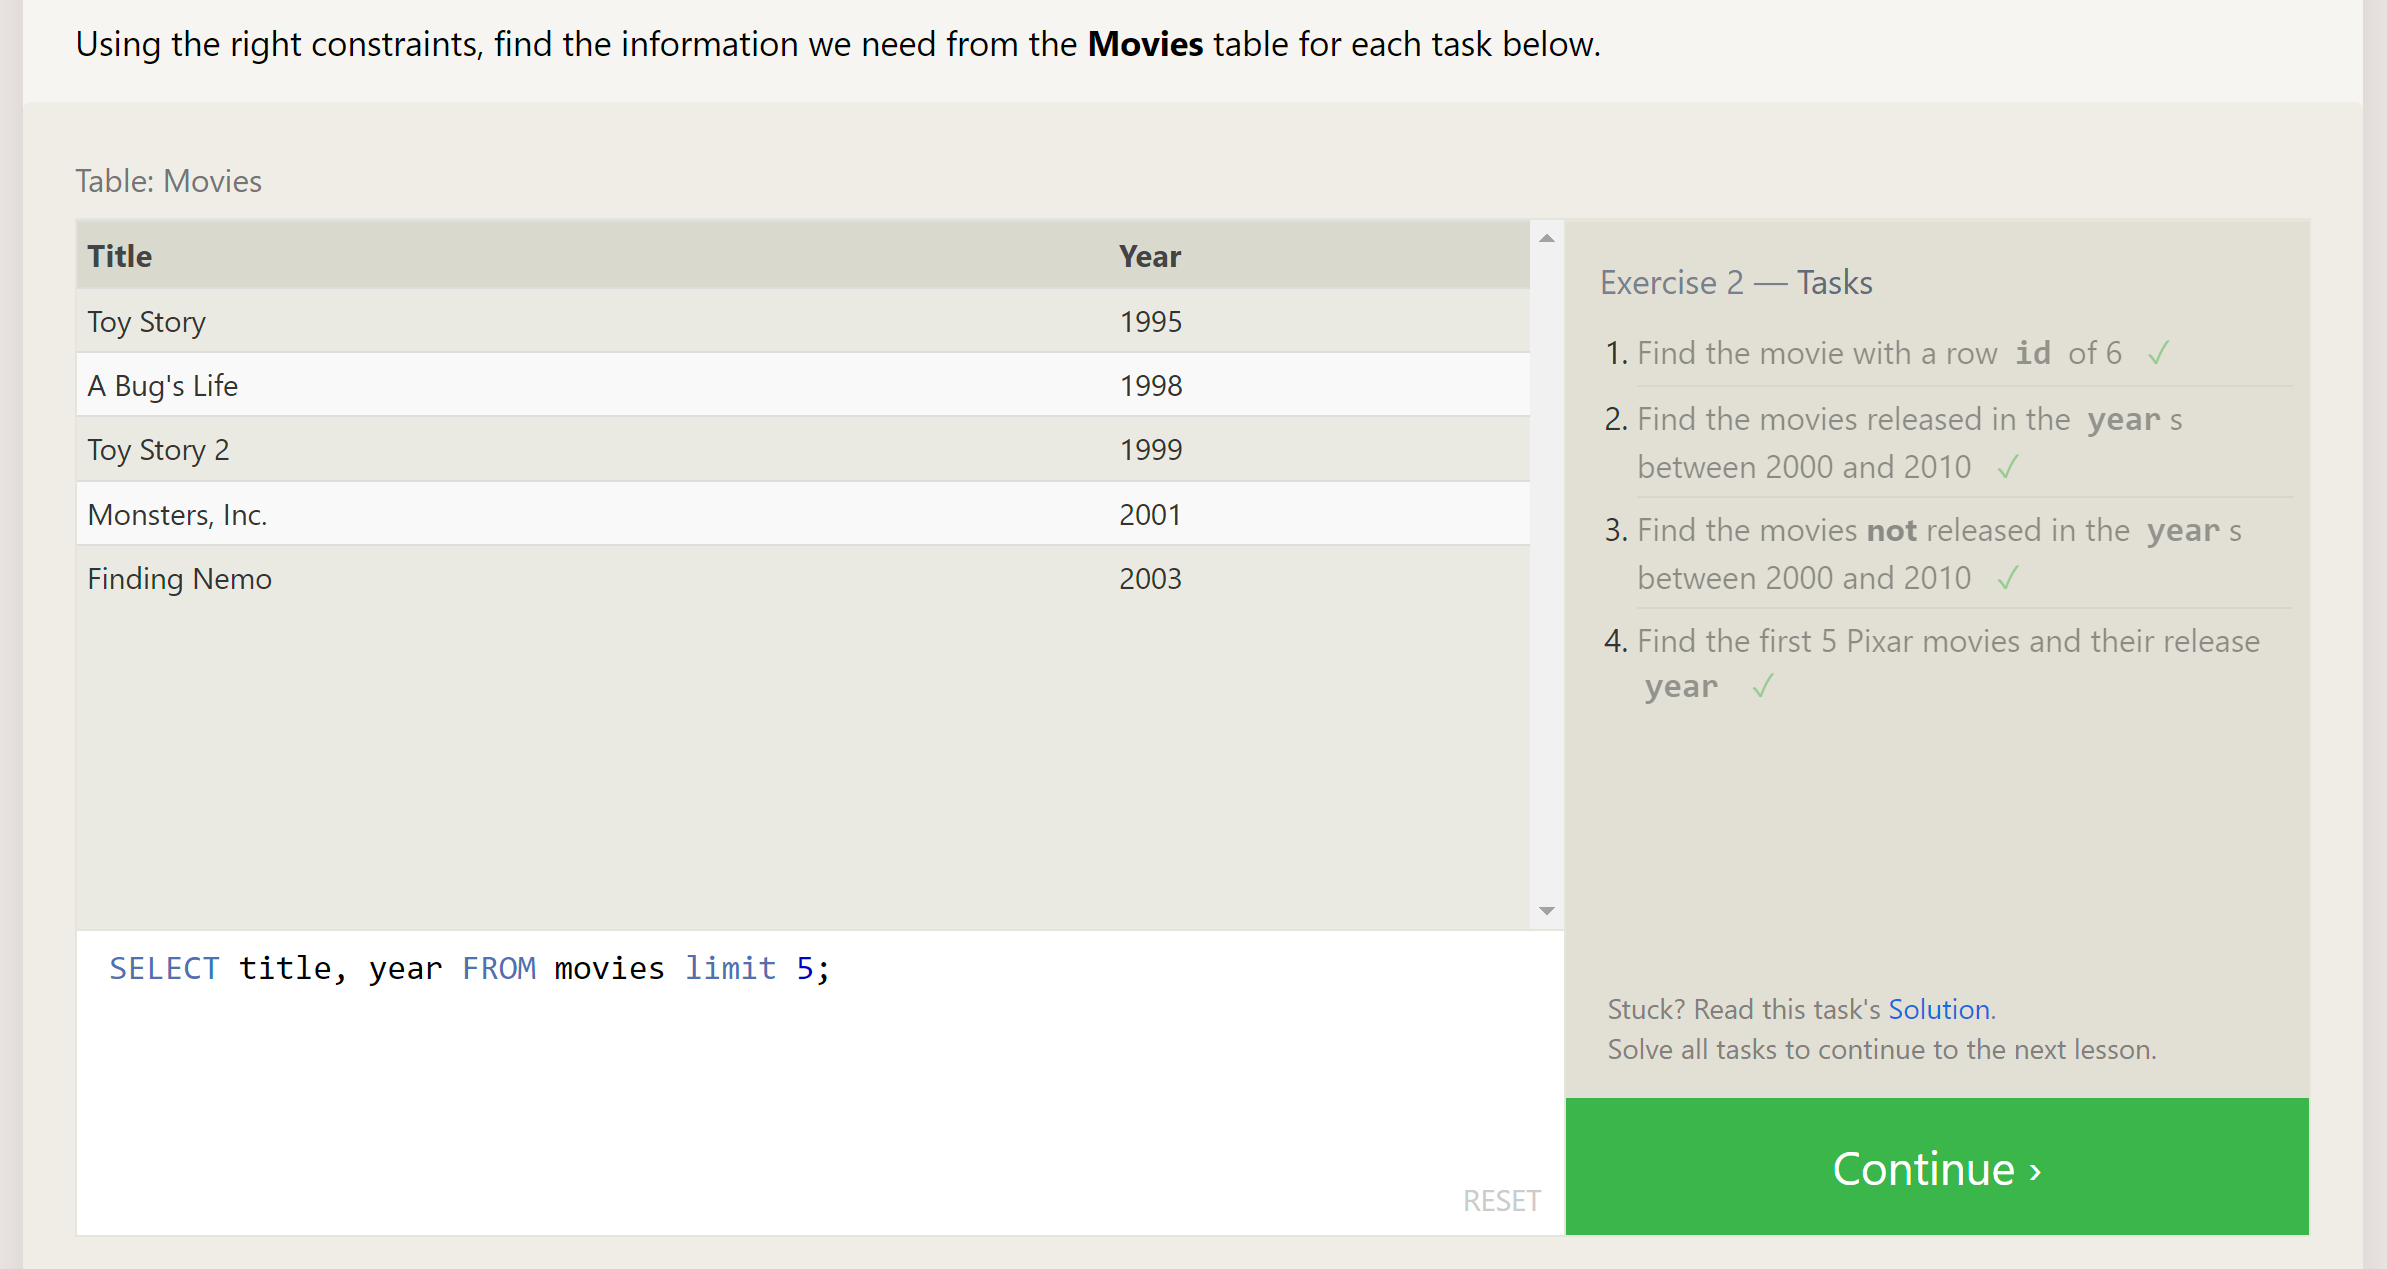 Using the right constraints, find the information we need from the Movies table for each task below.
Table: Movies
Title Year
Toy Story 1995
A Bug's Life 1998
Toy Story 2 1999
Monsters, Inc. 2001
Finding Nemo 2003
SELECT title, year FROM movies limit 5;
RESET
Exercise 2 — Tasks
1. Find the movie with a row id of 6 ✓
2. Find the movies released in the year s
between 2000 and 2010 ✓
3. Find the movies not released in the year s
between 2000 and 2010 ✓
4. Find the first 5 Pixar movies and their release
year ✓
Stuck? Read this task's Solution.
Solve all tasks to continue to the next lesson.
Continue ›